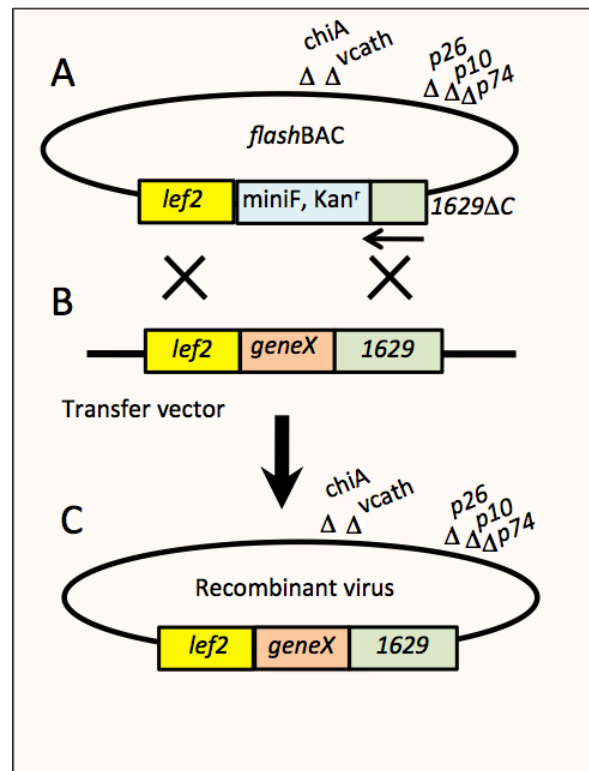 A
chiA
vcath
p26
p10
p74
Δ Δ
Δ Δ Δ
flashBAC
lef2 miniF, Kanʳ 1629ΔC
B
lef2 geneX 1629
Transfer vector
C
chiA
vcath
p26
p10
p74
Δ Δ
Δ Δ Δ
Recombinant virus
lef2 geneX 1629